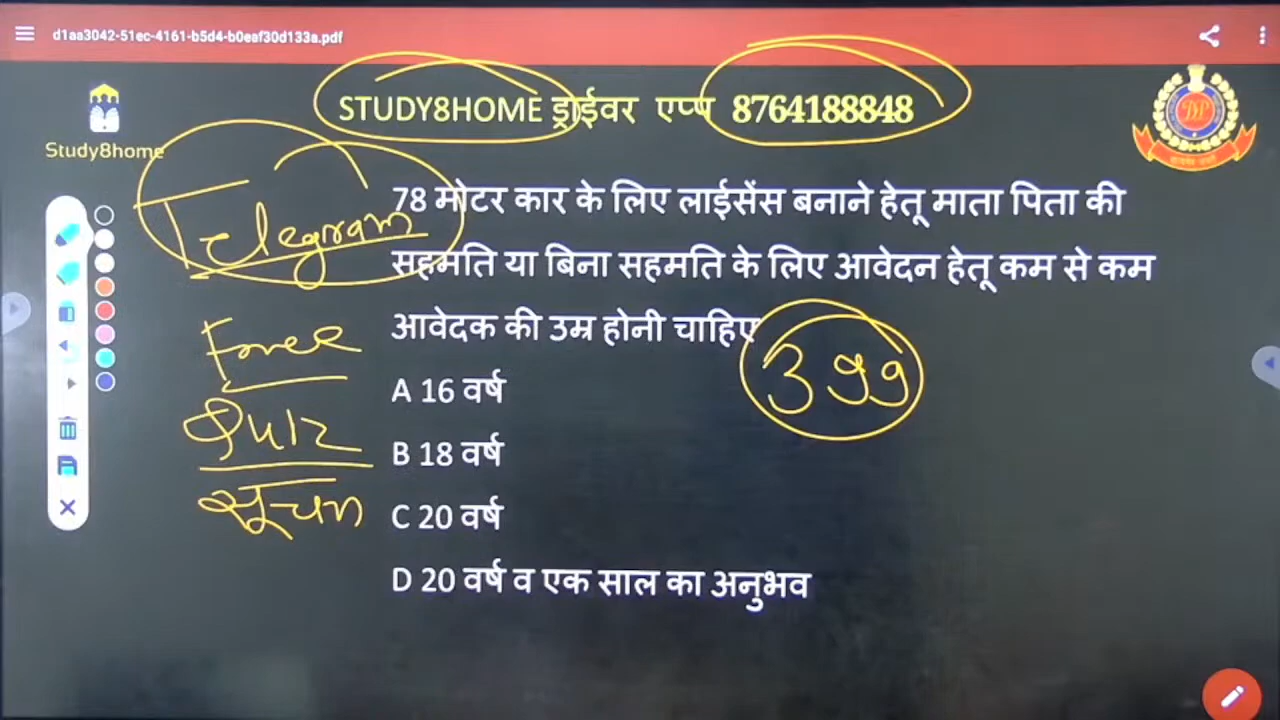 d1aa3042-51ec-4161-b5d4-b0eaf30d133a.pdf
STUDY8HOME ड्राईवर एप्प 8764188848
Study8home
Telegram
78 मोटर कार के लिए लाईसेंस बनाने हेतू माता पिता की
सहमति या बिना सहमति के लिए आवेदन हेतू कम से कम
आवेदक की उम्र होनी चाहिए
399
Free
A 16 वर्ष
Quiz
B 18 वर्ष
C 20 वर्ष
D 20 वर्ष व एक साल का अनुभव